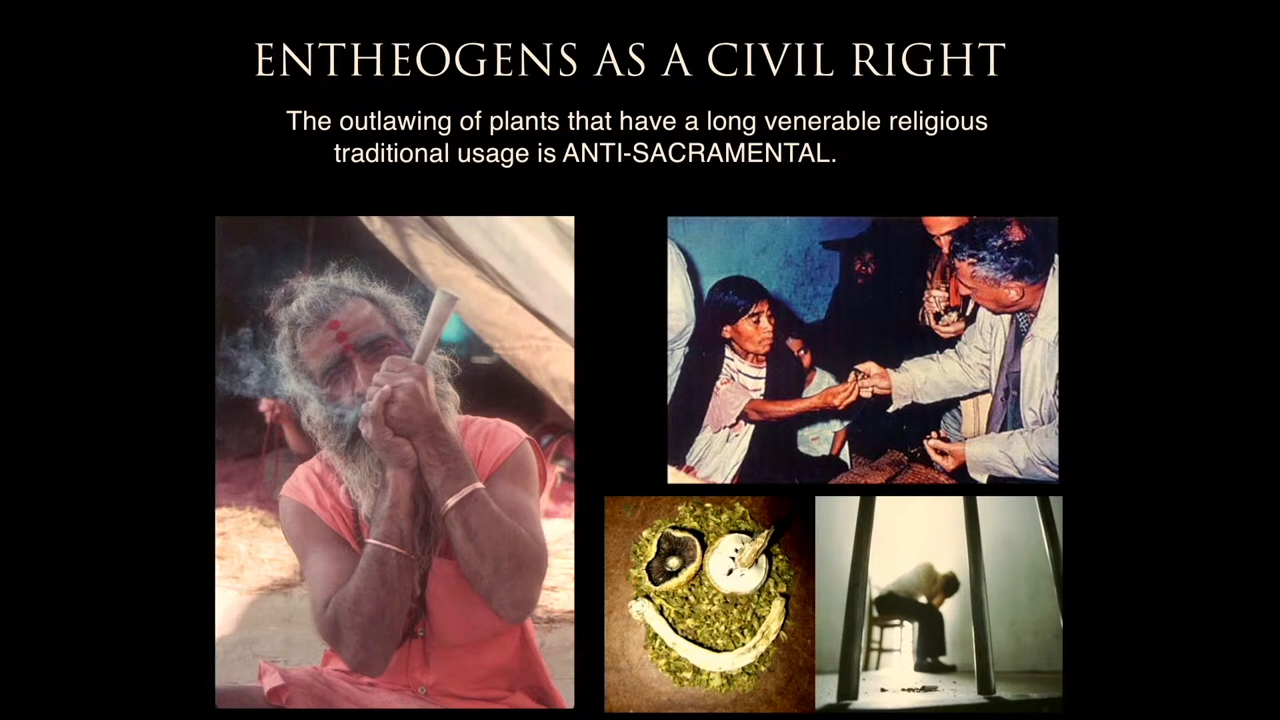 ENTHEOGENS AS A CIVIL RIGHT
The outlawing of plants that have a long venerable religious
traditional usage is ANTI-SACRAMENTAL.